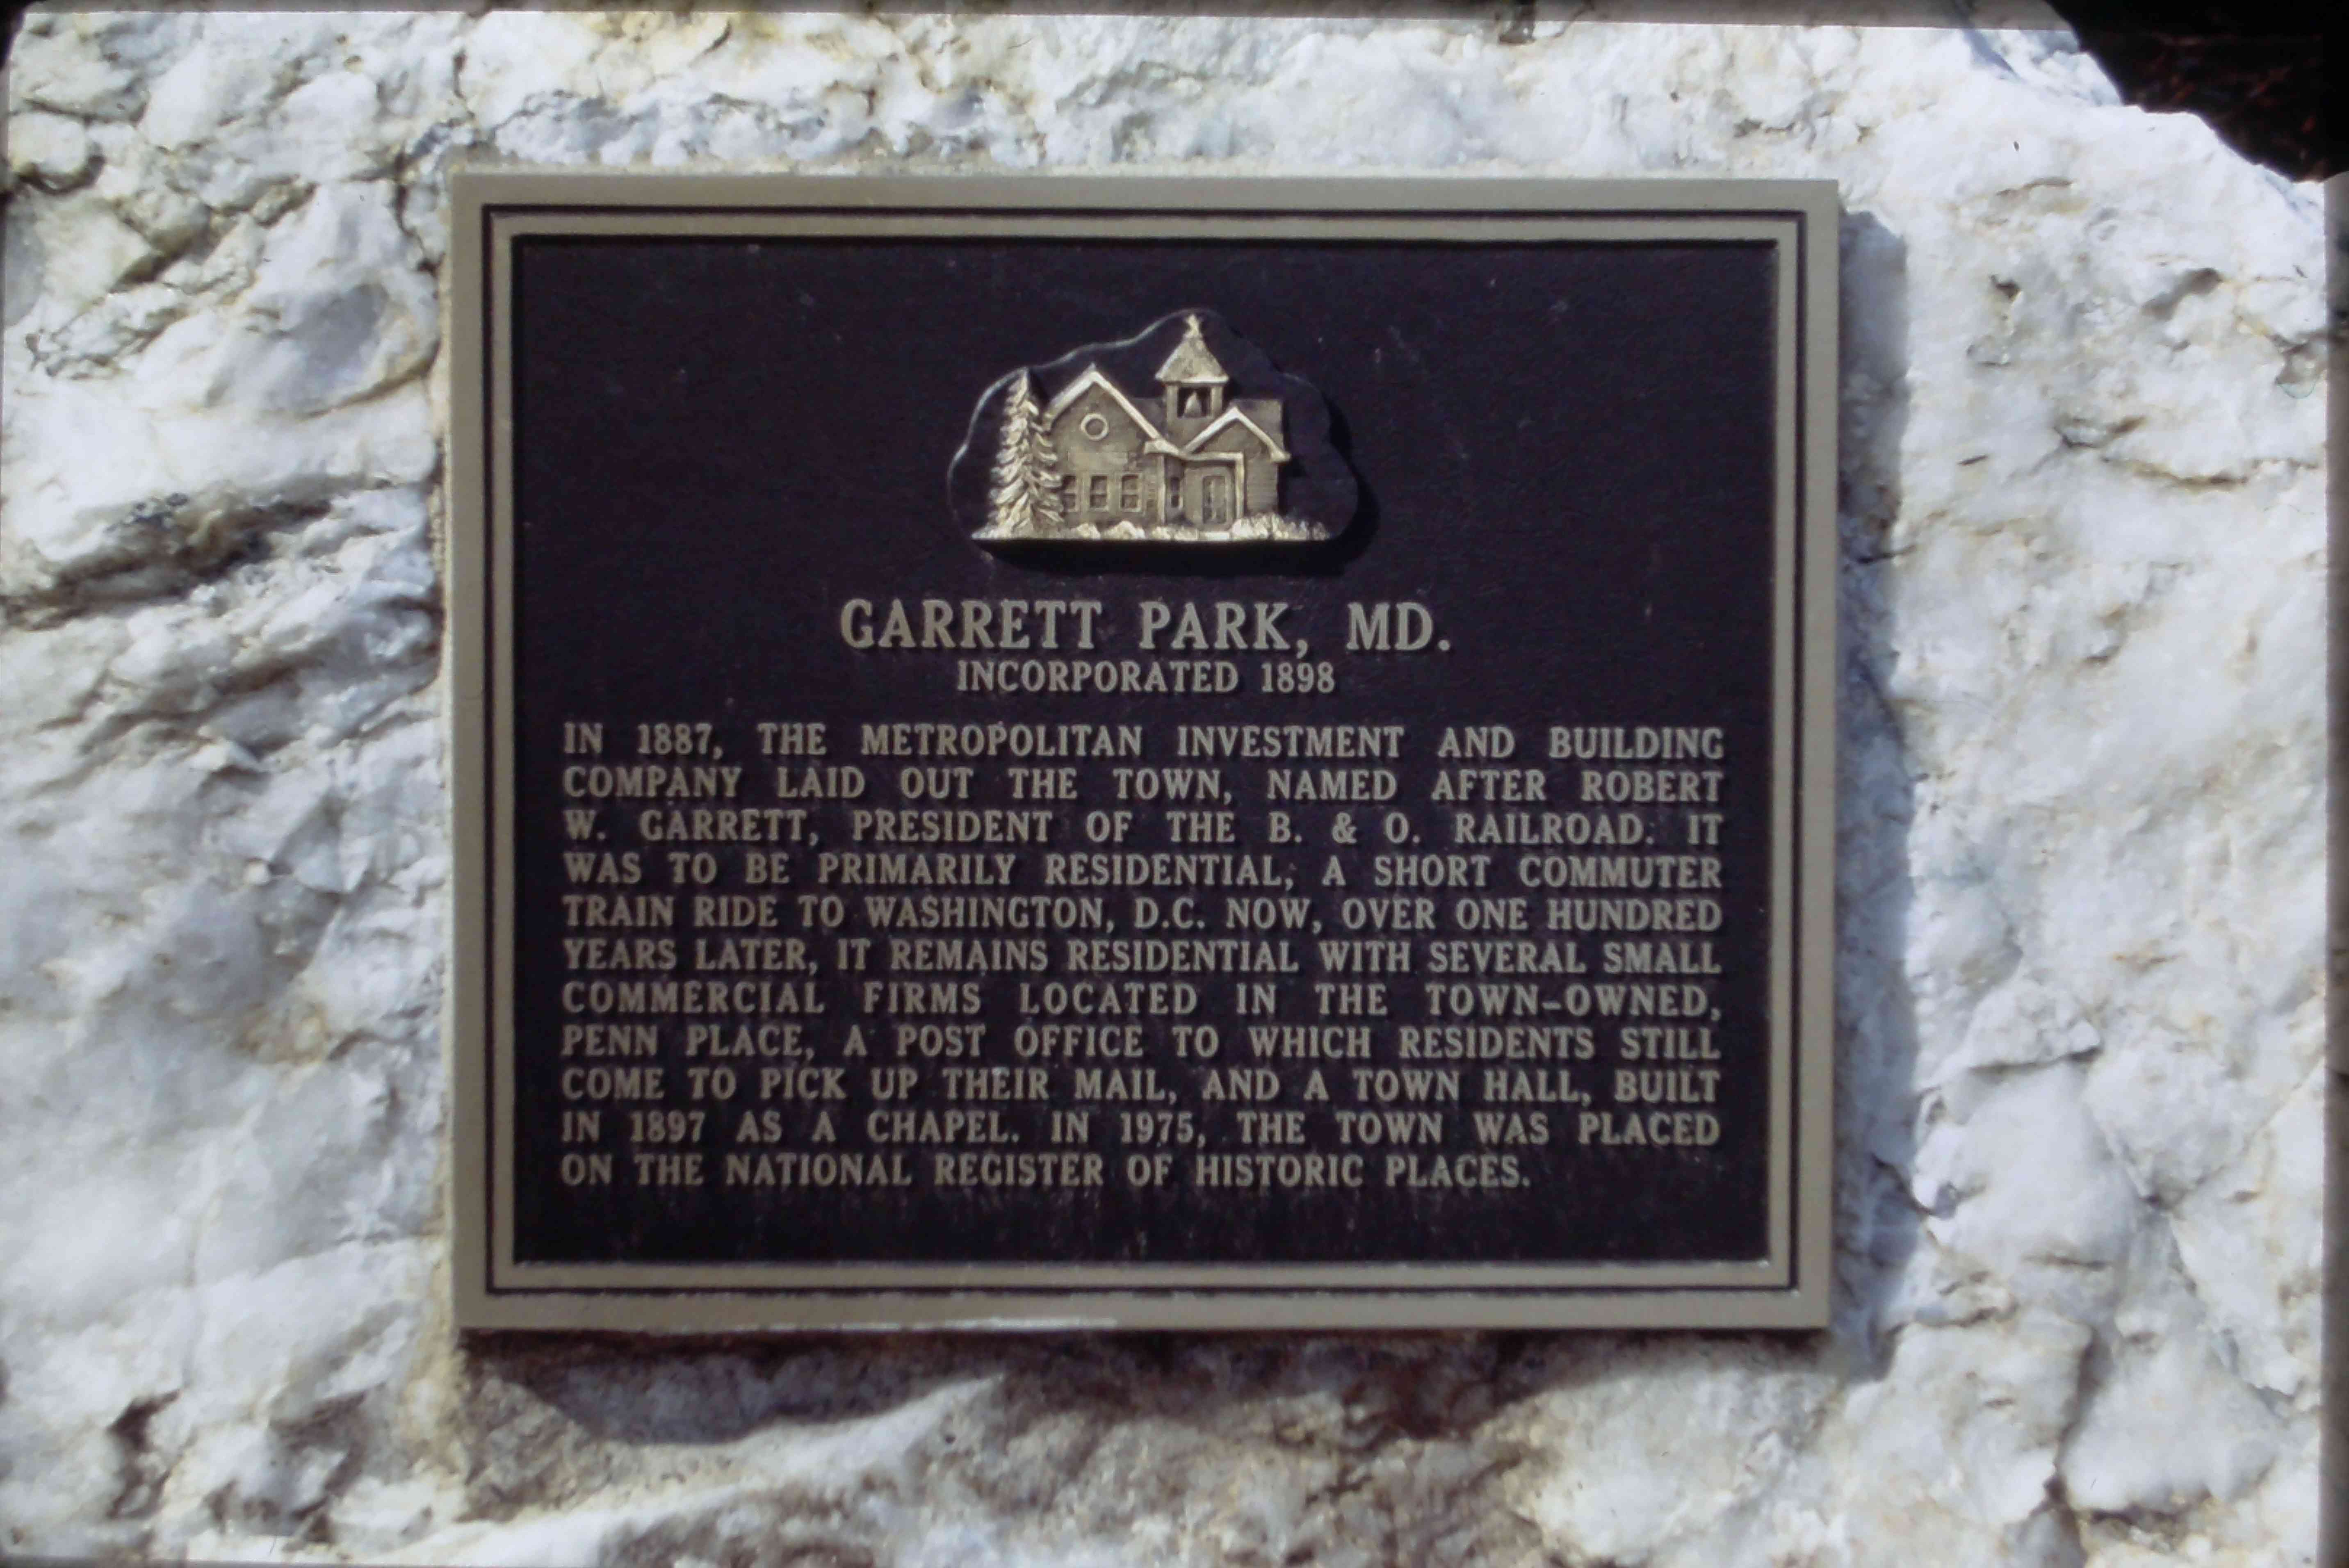 GARRETT PARK, MD.
INCORPORATED 1898
IN 1887, THE METROPOLITAN INVESTMENT AND BUILDING
COMPANY LAID OUT THE TOWN, NAMED AFTER ROBERT
W. GARRETT, PRESIDENT OF THE B. & O. RAILROAD. IT
WAS TO BE PRIMARILY RESIDENTIAL, A SHORT COMMUTER
TRAIN RIDE TO WASHINGTON, D.C. NOW, OVER ONE HUNDRED
YEARS LATER, IT REMAINS RESIDENTIAL WITH SEVERAL SMALL
COMMERCIAL FIRMS LOCATED IN THE TOWN-OWNED,
PENN PLACE, A POST OFFICE TO WHICH RESIDENTS STILL
COME TO PICK UP THEIR MAIL, AND A TOWN HALL, BUILT
IN 1897 AS A CHAPEL. IN 1975, THE TOWN WAS PLACED
ON THE NATIONAL REGISTER OF HISTORIC PLACES.